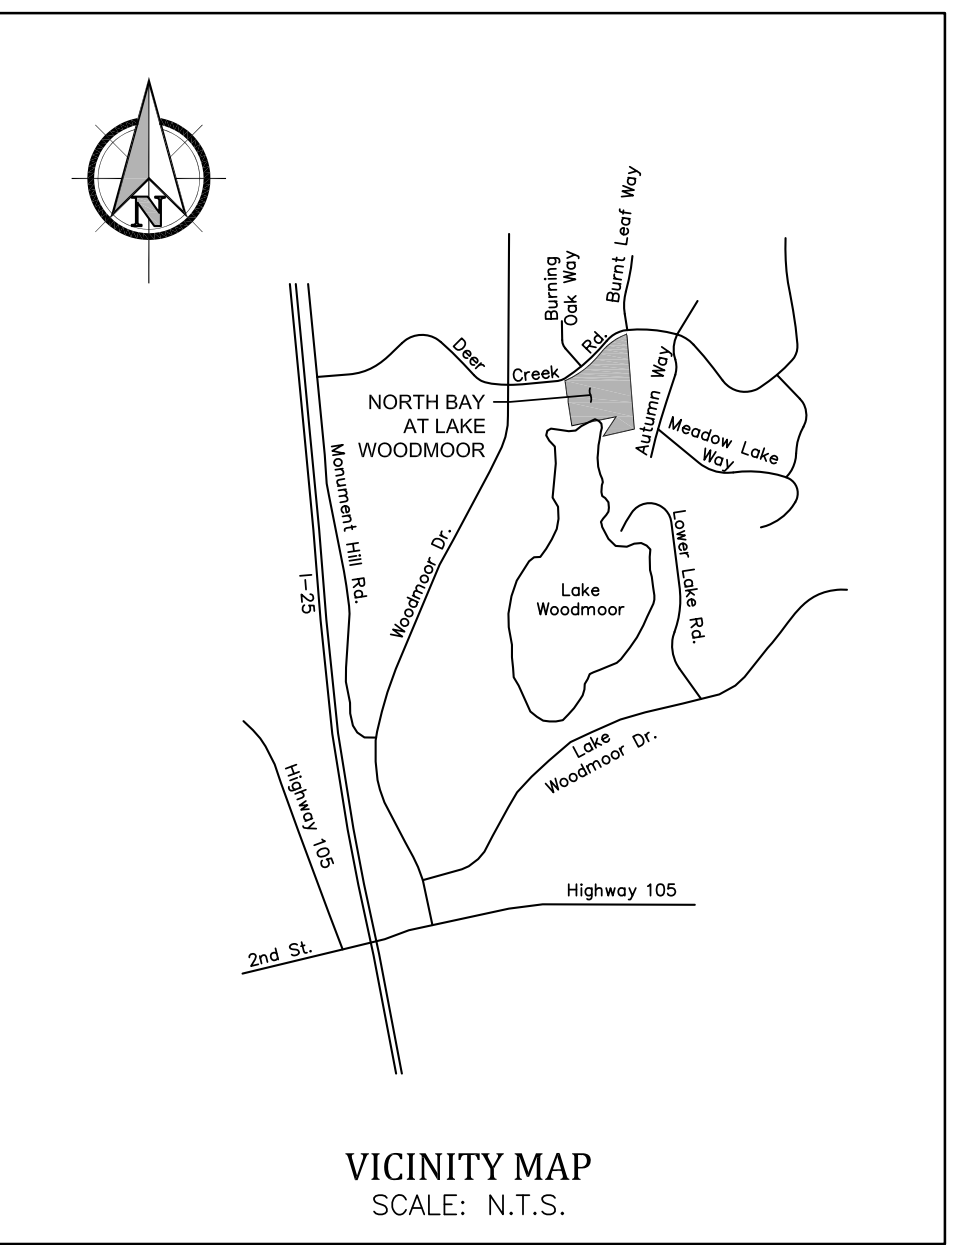 N
Burnt Leaf Way
Burning
Oak Way
Deer
Creek
Rd.
NORTH BAY
AT LAKE
WOODMOOR
Autumn Way
Meadow Lake
Way
Monument Hill Rd.
Woodmoor Dr.
I-25
Lower Lake Rd.
Lake
Woodmoor
Lake
Woodmoor Dr.
Highway 105
Highway 105
2nd St.
VICINITY MAP
SCALE: N.T.S.